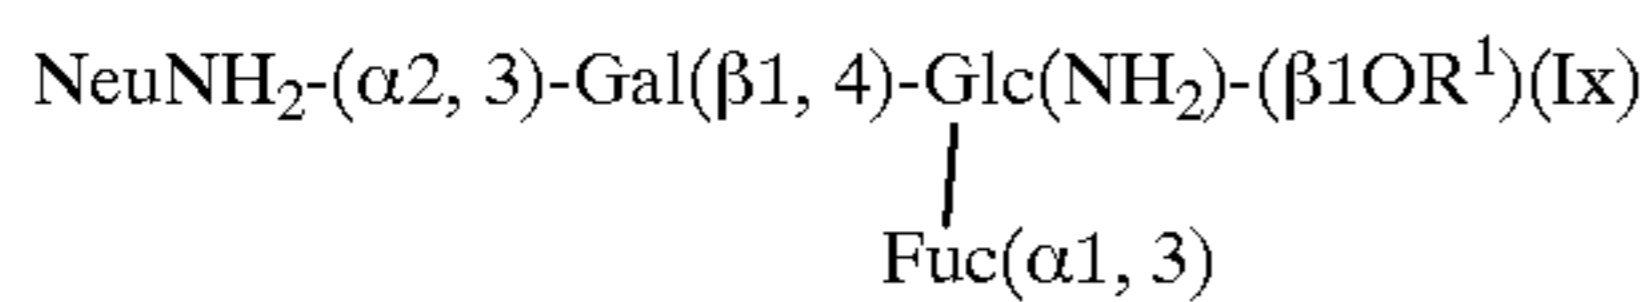 NeuNH₂-(α2, 3)-Gal(β1, 4)-Glc(NH₂)-(β1OR¹)(Ix)
Fuc(α1, 3)